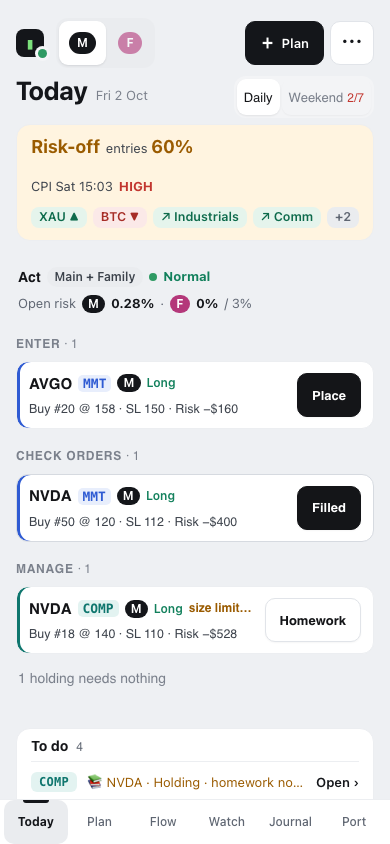 M F + Plan ...
Today Fri 2 Oct Daily Weekend 2/7
Risk-off entries 60%
CPI Sat 15:03 HIGH
XAU ▲ BTC ▼ ↗ Industrials ↗ Comm +2
Act Main + Family ● Normal
Open risk M 0.28% · F 0% / 3%
ENTER · 1
AVGO MMT M Long
Buy #20 @ 158 · SL 150 · Risk −$160
Place
CHECK ORDERS · 1
NVDA MMT M Long
Buy #50 @ 120 · SL 112 · Risk −$400
Filled
MANAGE · 1
NVDA COMP M Long size limit...
Buy #18 @ 140 · SL 110 · Risk −$528
Homework
1 holding needs nothing
To do 4
COMP 📚 NVDA · Holding · homework no... Open ›
Today Plan Flow Watch Journal Port